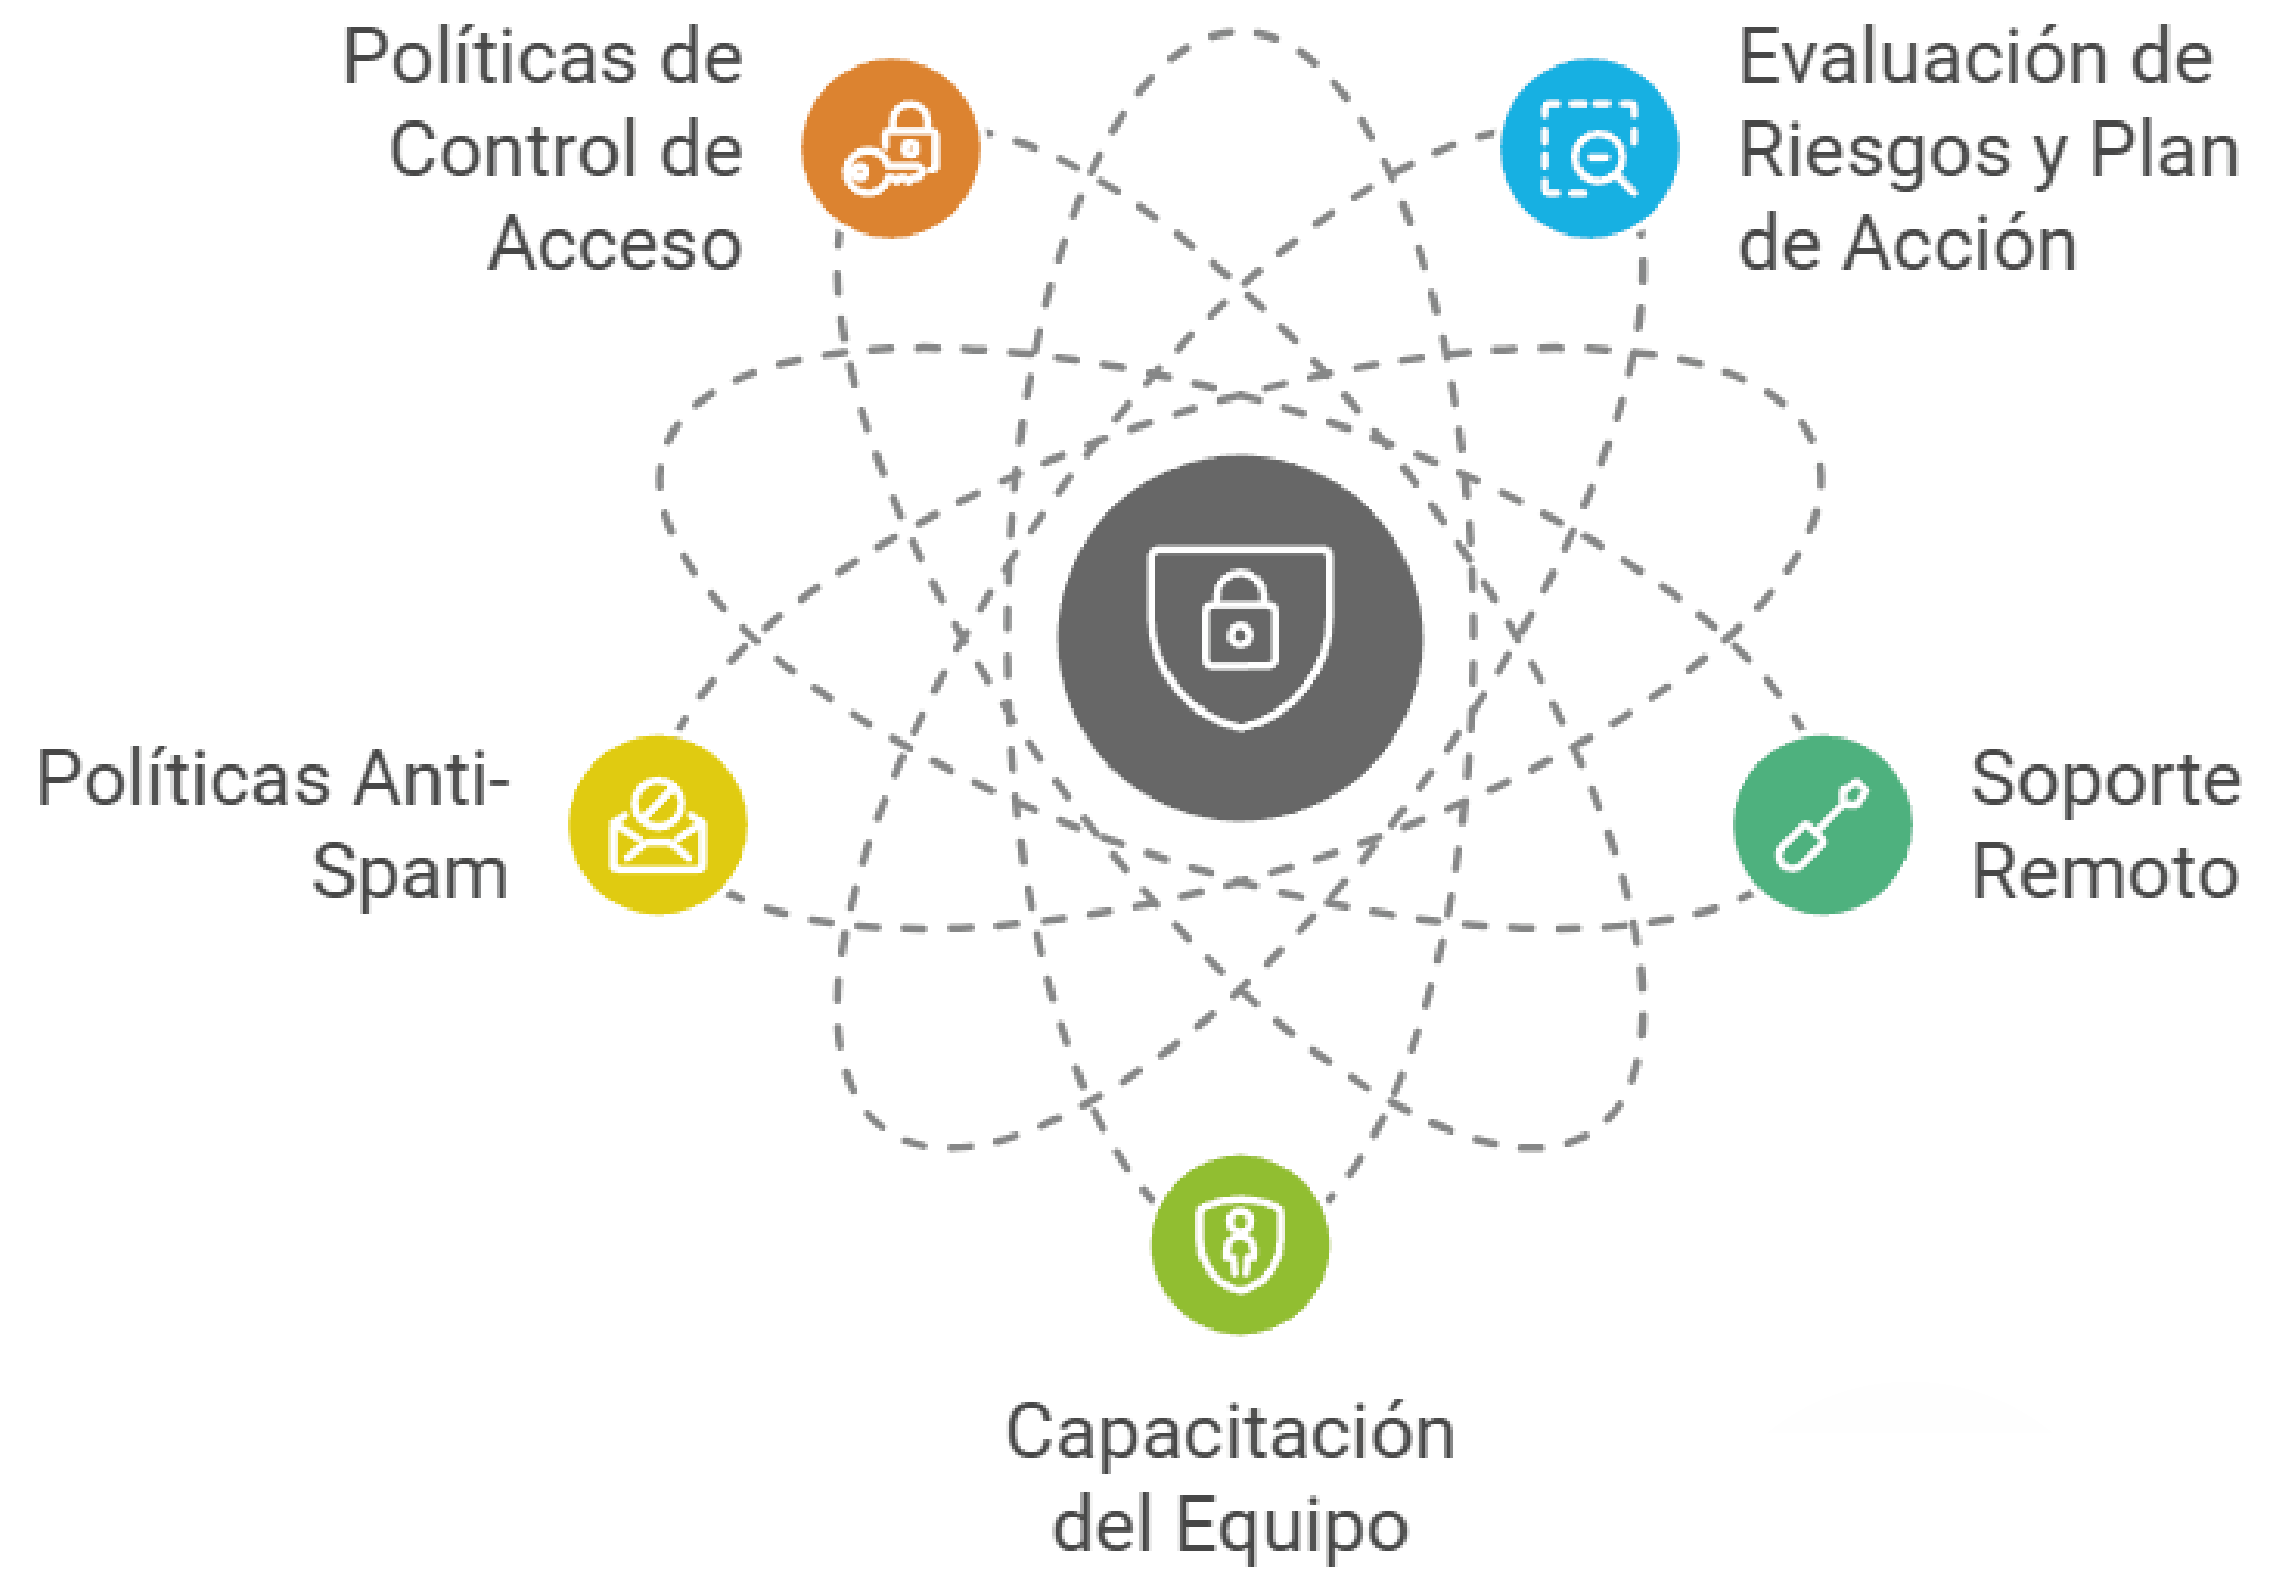 Políticas de
Control de
Acceso
Evaluación de
Riesgos y Plan
de Acción
Políticas Anti-
Spam
Soporte
Remoto
Capacitación
del Equipo